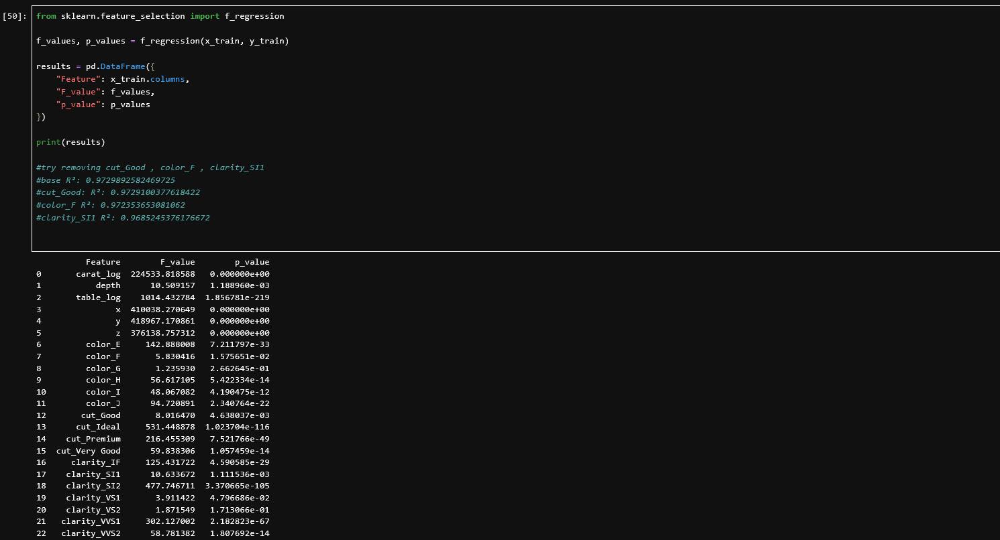 [50]: from sklearn.feature_selection import f_regression
f_values, p_values = f_regression(x_train, y_train)
results = pd.DataFrame({
    "Feature": x_train.columns,
    "F_value": f_values,
    "p_value": p_values
})
print(results)
#try removing cut_Good , color_F , clarity_SI1
#base R²: 0.9729892582469725
#cut_Good: R²: 0.9729100377618422
#color_F R²: 0.972353653081062
#clarity_SI1 R²: 0.9685245376176672
Feature F_value p_value
0 carat_log 224533.818588 0.000000e+00
1 depth 10.509157 1.188960e-03
2 table_log 1014.432784 1.856781e-219
3 x 410038.270649 0.000000e+00
4 y 418967.170861 0.000000e+00
5 z 376138.757312 0.000000e+00
6 color_E 142.888008 7.211797e-33
7 color_F 5.830416 1.575651e-02
8 color_G 1.235930 2.662645e-01
9 color_H 56.617105 5.422334e-14
10 color_I 48.067082 4.190475e-12
11 color_J 94.720891 2.340764e-22
12 cut_Good 8.016470 4.638037e-03
13 cut_Ideal 531.448878 1.023704e-116
14 cut_Premium 216.455309 7.521766e-49
15 cut_Very Good 59.838306 1.057459e-14
16 clarity_IF 125.431722 4.590585e-29
17 clarity_SI1 10.633672 1.111536e-03
18 clarity_SI2 477.746711 3.370665e-105
19 clarity_VS1 3.911422 4.796686e-02
20 clarity_VS2 1.871549 1.713066e-01
21 clarity_VVS1 302.127002 2.182823e-67
22 clarity_VVS2 58.781382 1.807692e-14